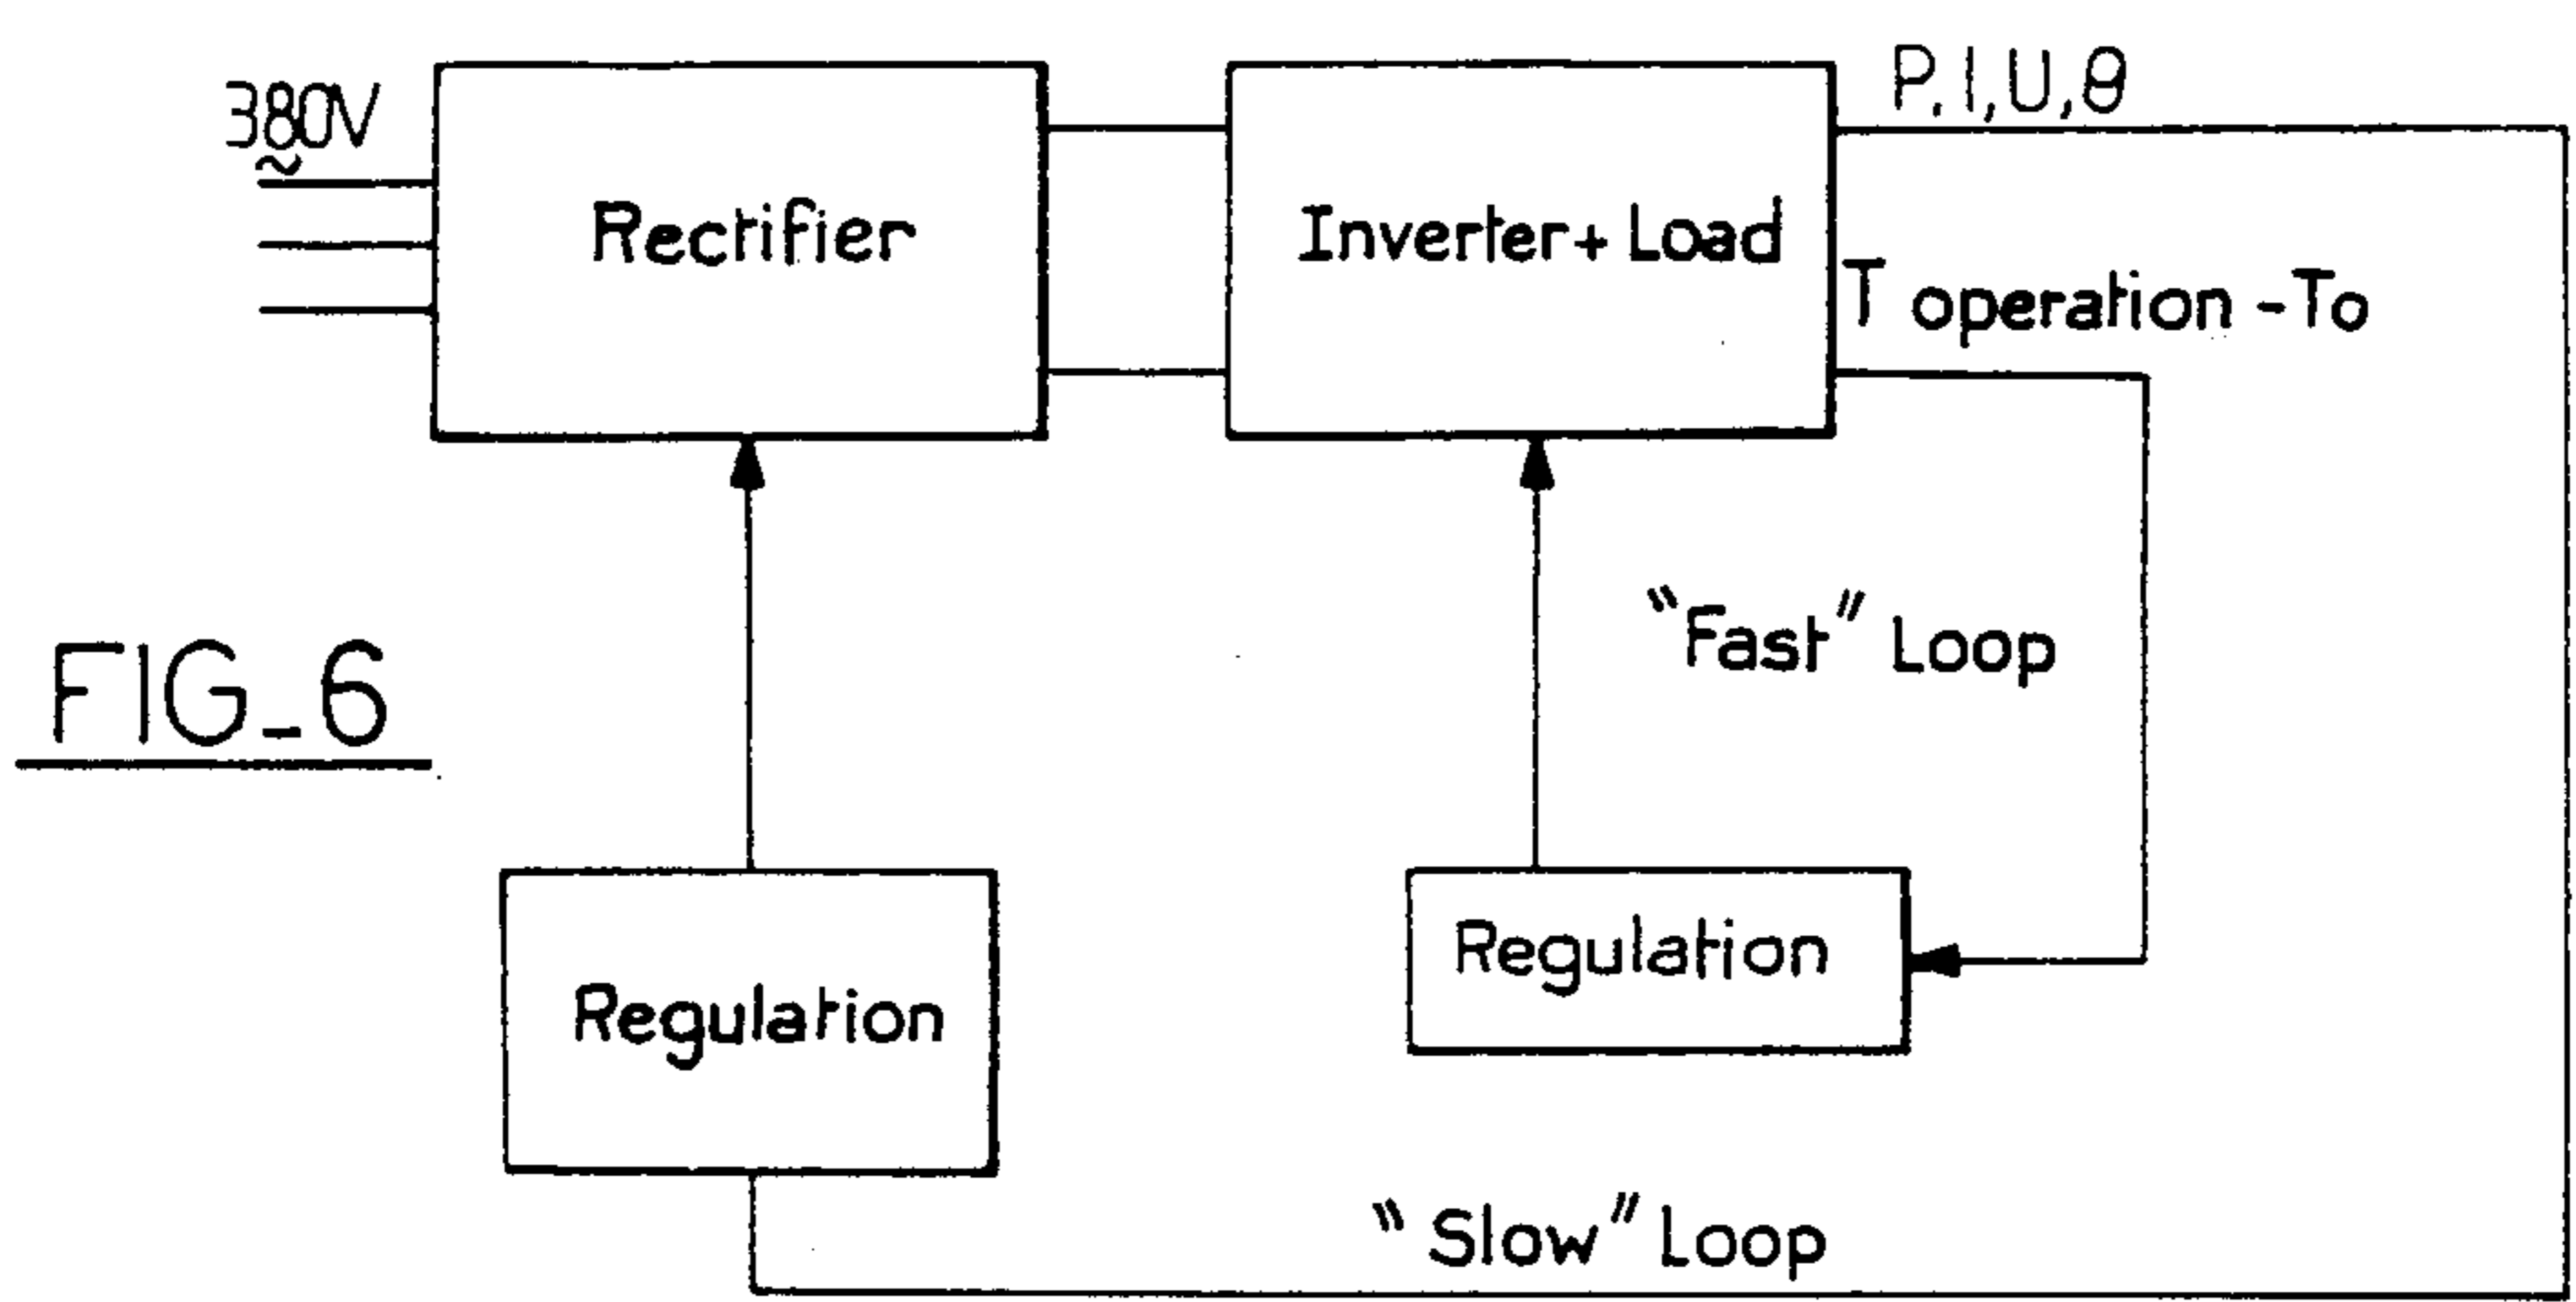 380V
~
P, I, U, θ
Rectifier
Inverter + Load
T operation - To
"Fast" Loop
FIG_6
Regulation
Regulation
"Slow" Loop